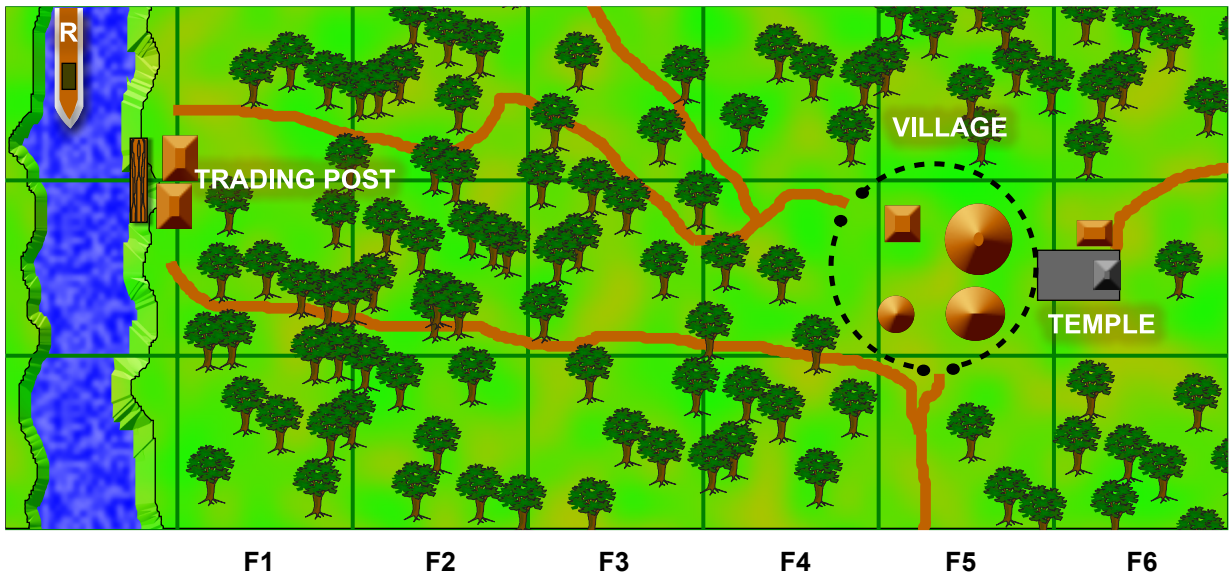 R
VILLAGE
TRADING POST
TEMPLE
F1 F2 F3 F4 F5 F6